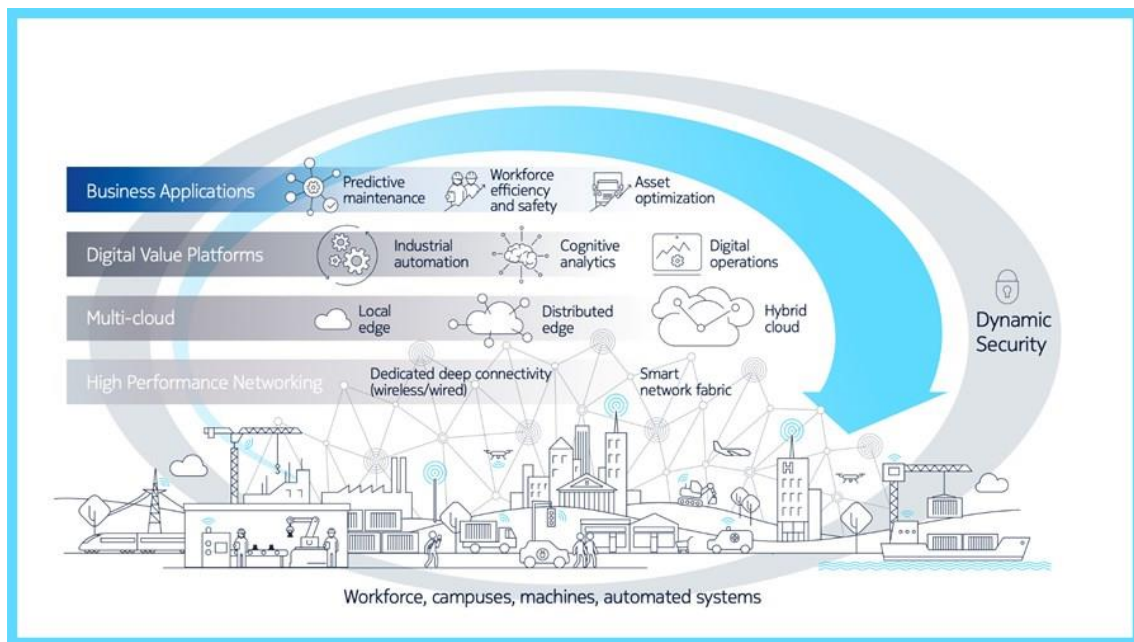 Business Applications
Predictive
maintenance
Workforce
efficiency
and safety
Asset
optimization
Digital Value Platforms
Industrial
automation
Cognitive
analytics
Digital
operations
Multi-cloud
Local
edge
Distributed
edge
Hybrid
cloud
Dynamic
Security
High Performance Networking
Dedicated deep connectivity
(wireless/wired)
Smart
network fabric
H
Workforce, campuses, machines, automated systems